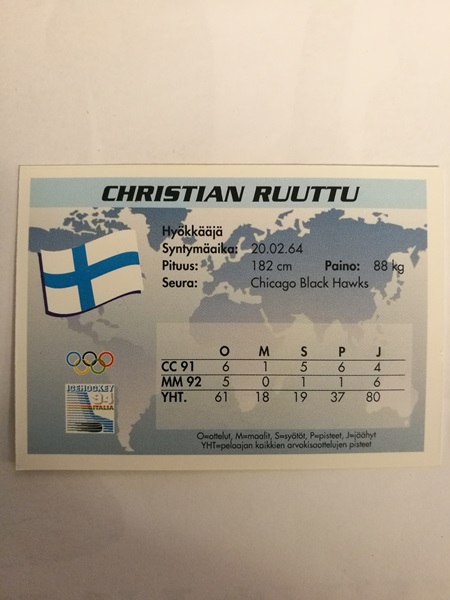 CHRISTIAN RUUTTU
Hyökkääjä
Syntymäaika: 20.02.64
Pituus: 182 cm Paino: 88 kg
Seura: Chicago Black Hawks
O M S P J
CC 91 6 1 5 6 4
MM 92 5 0 1 1 6
YHT. 61 18 19 37 80
ICEHOCKEY
94
ITALIA
O=ottelut, M=maalit, S=syötöt, P=pisteet, J=jäähyt
YHT=pelaajan kaikkien arvokisaottelujen pisteet